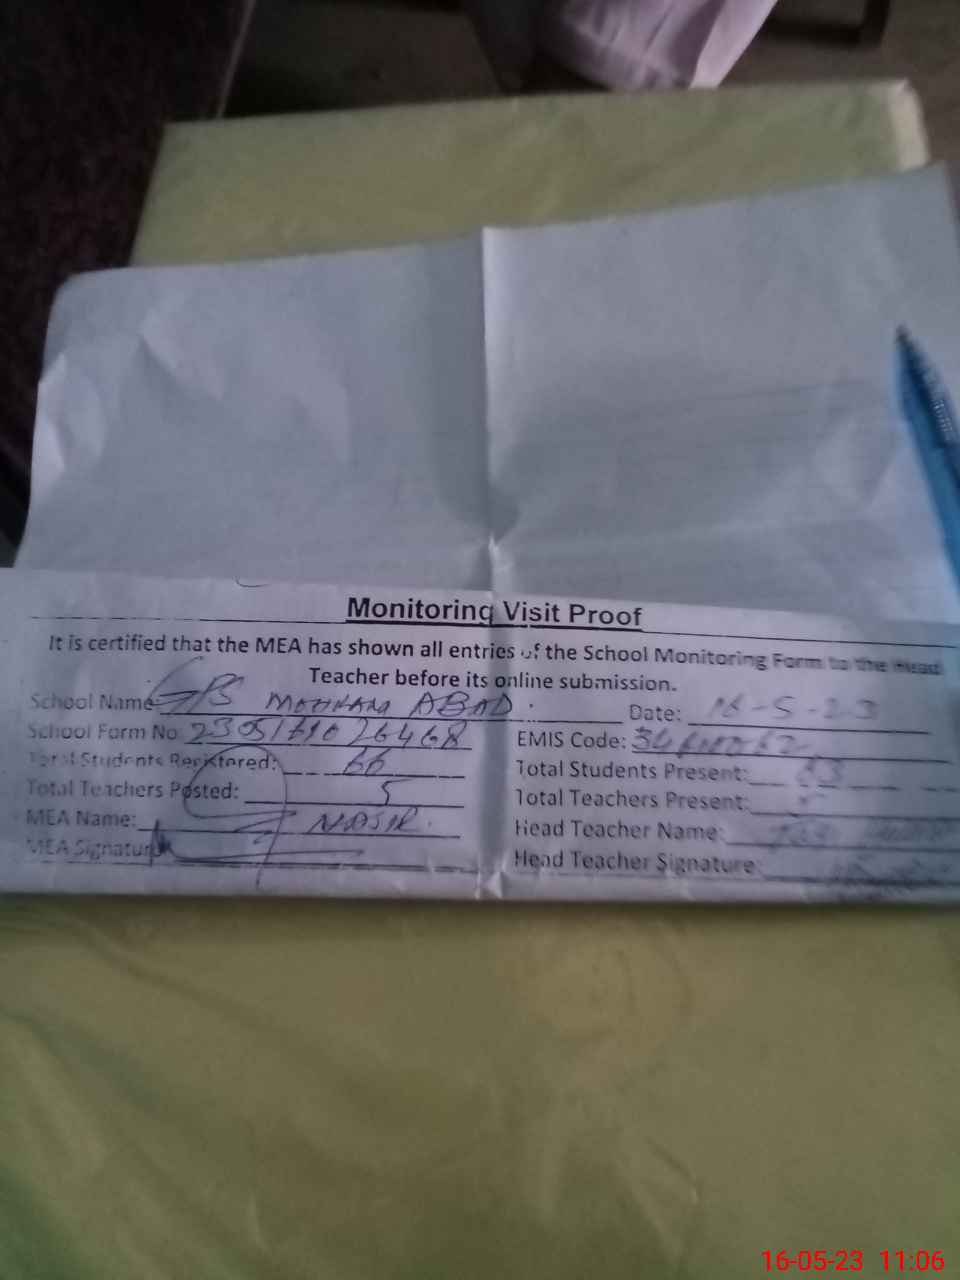 Monitoring Visit Proof
It is certified that the MEA has shown all entries of the School Monitoring Form to the Head
Teacher before its online submission.
School Name GPS ABAD Date: 16-5-23
School Form No. EMIS Code:
Total Students Registered: 66 Total Students Present: 63
Total Teachers Posted: 5 Total Teachers Present: 5
MEA Name: NASIR Head Teacher Name:
MEA Signature Head Teacher Signature
16-05-23 11:06